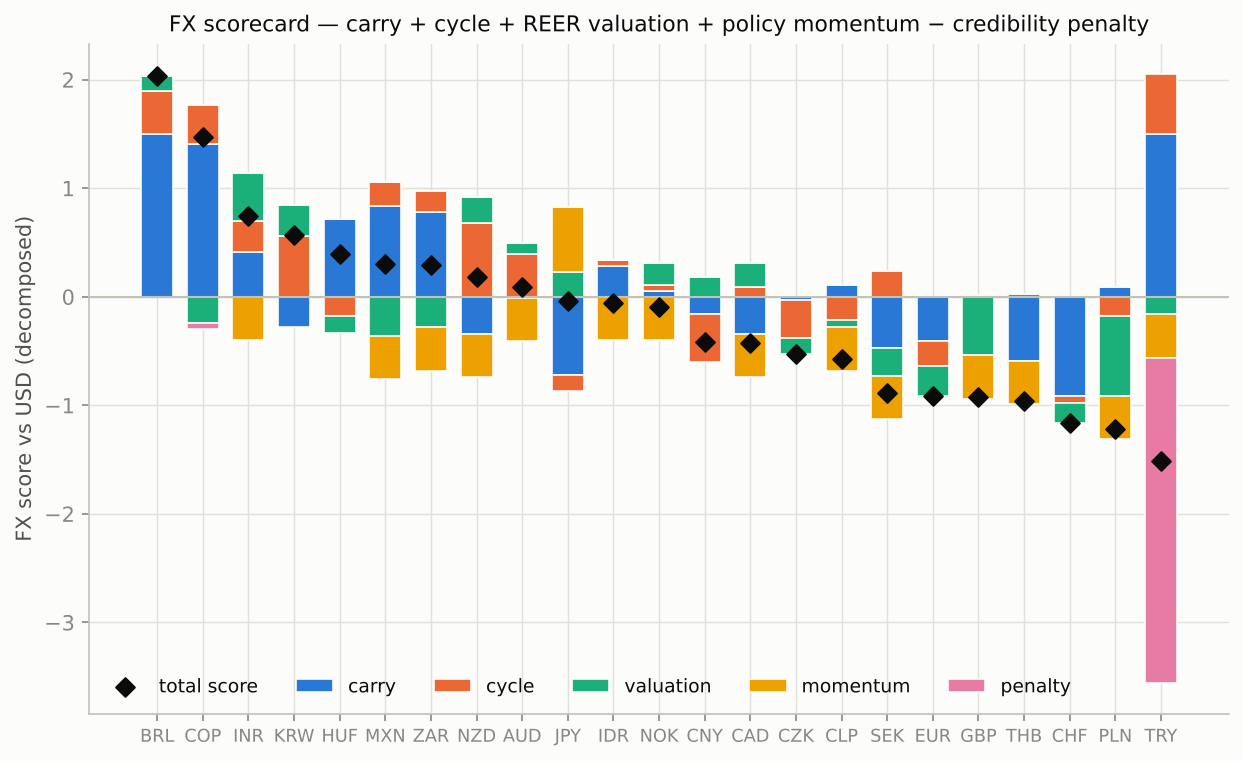 FX scorecard — carry + cycle + REER valuation + policy momentum − credibility penalty
FX score vs USD (decomposed)
2
1
0
−1
−2
−3
total score carry cycle valuation momentum penalty
BRL COP INR KRW HUF MXN ZAR NZD AUD JPY IDR NOK CNY CAD CZK CLP SEK EUR GBP THB CHF PLN TRY